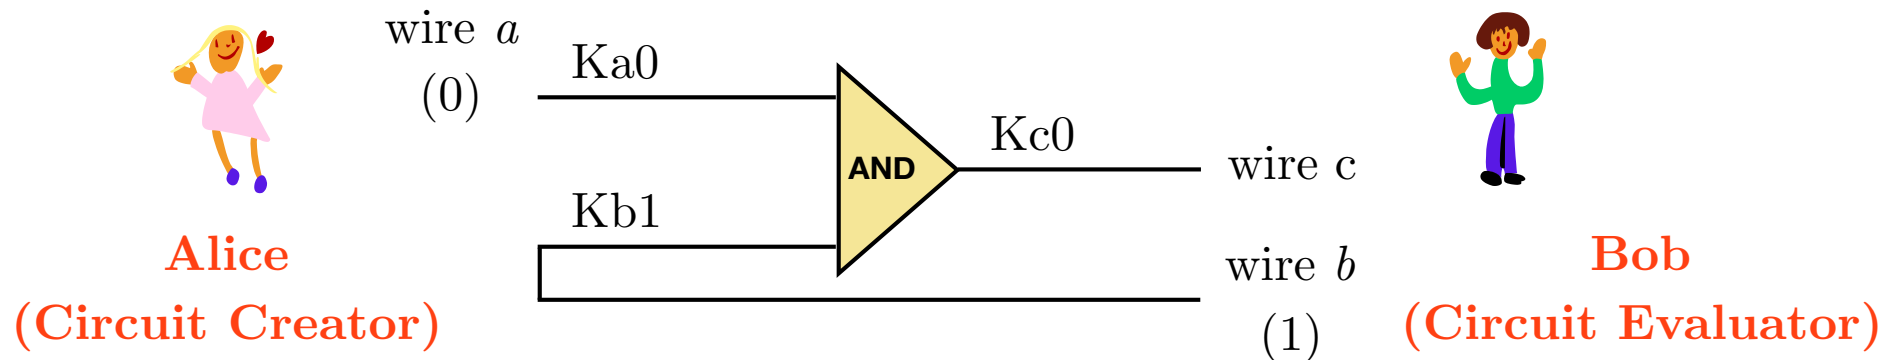 wire a
(0)
Ka0
AND
Kb1
Kc0
wire c
wire b
(1)
Alice
(Circuit Creator)
Bob
(Circuit Evaluator)